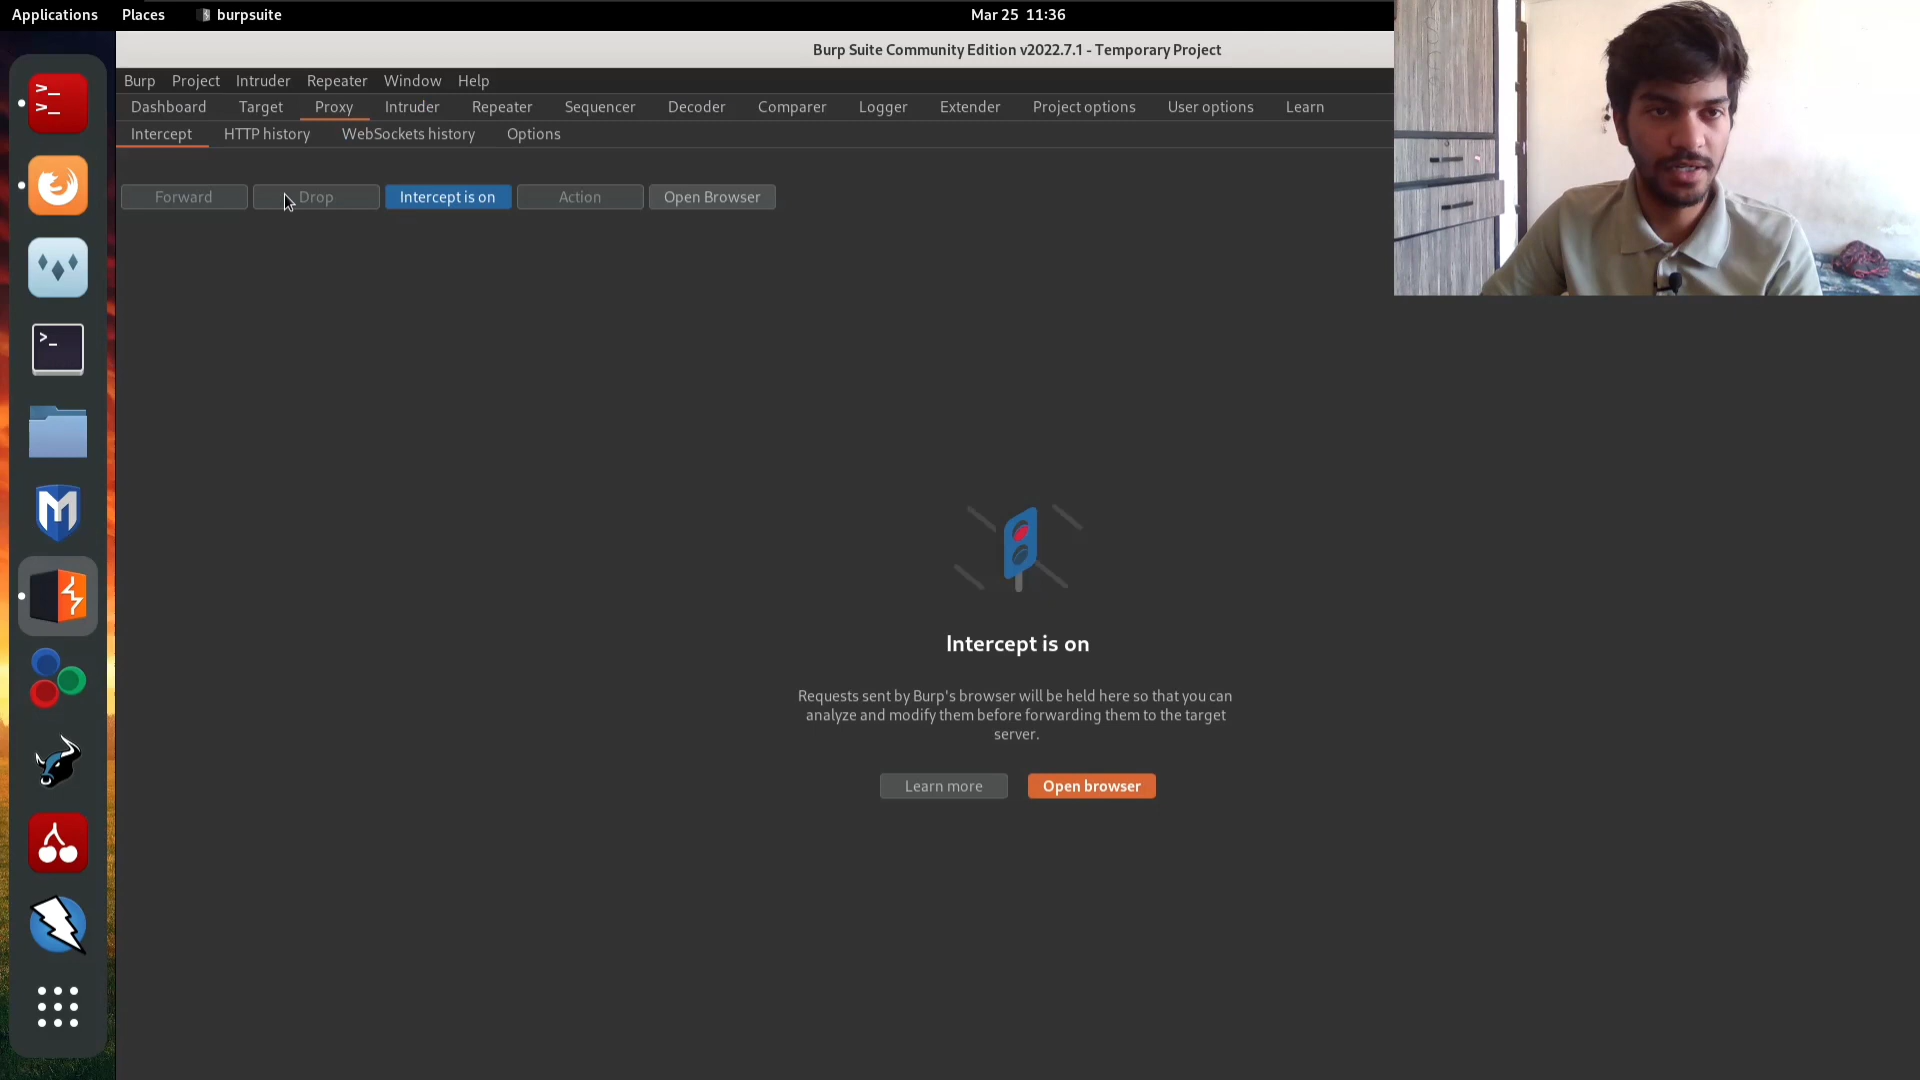 Applications Places burpsuite Mar 25 11:36
Burp Suite Community Edition v2022.7.1 - Temporary Project
Burp Project Intruder Repeater Window Help
Dashboard Target Proxy Intruder Repeater Sequencer Decoder Comparer Logger Extender Project options User options Learn
Intercept HTTP history WebSockets history Options
Forward Drop Intercept is on Action Open Browser
Intercept is on
Requests sent by Burp's browser will be held here so that you can
analyze and modify them before forwarding them to the target
server.
Learn more Open browser